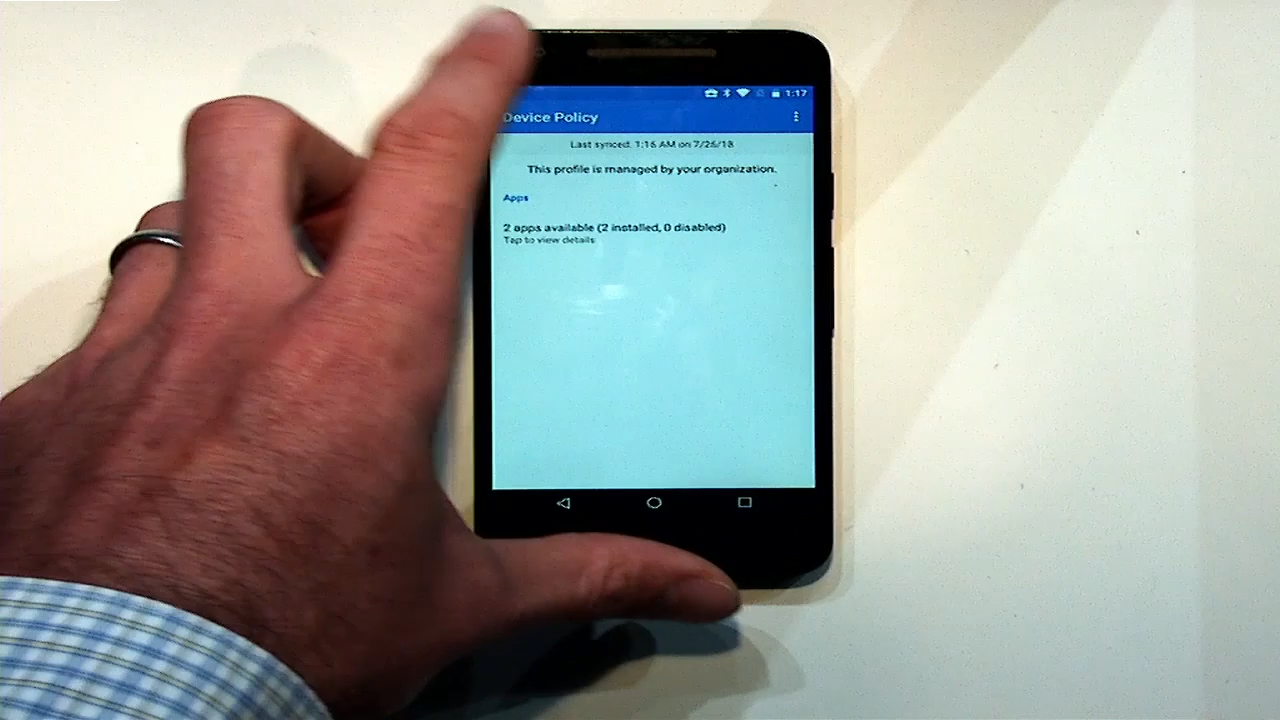 1:17
Device Policy
Last synced: 1:16 AM on 7/26/18
This profile is managed by your organization.
Apps
2 apps available (2 installed, 0 disabled)
Tap to view details